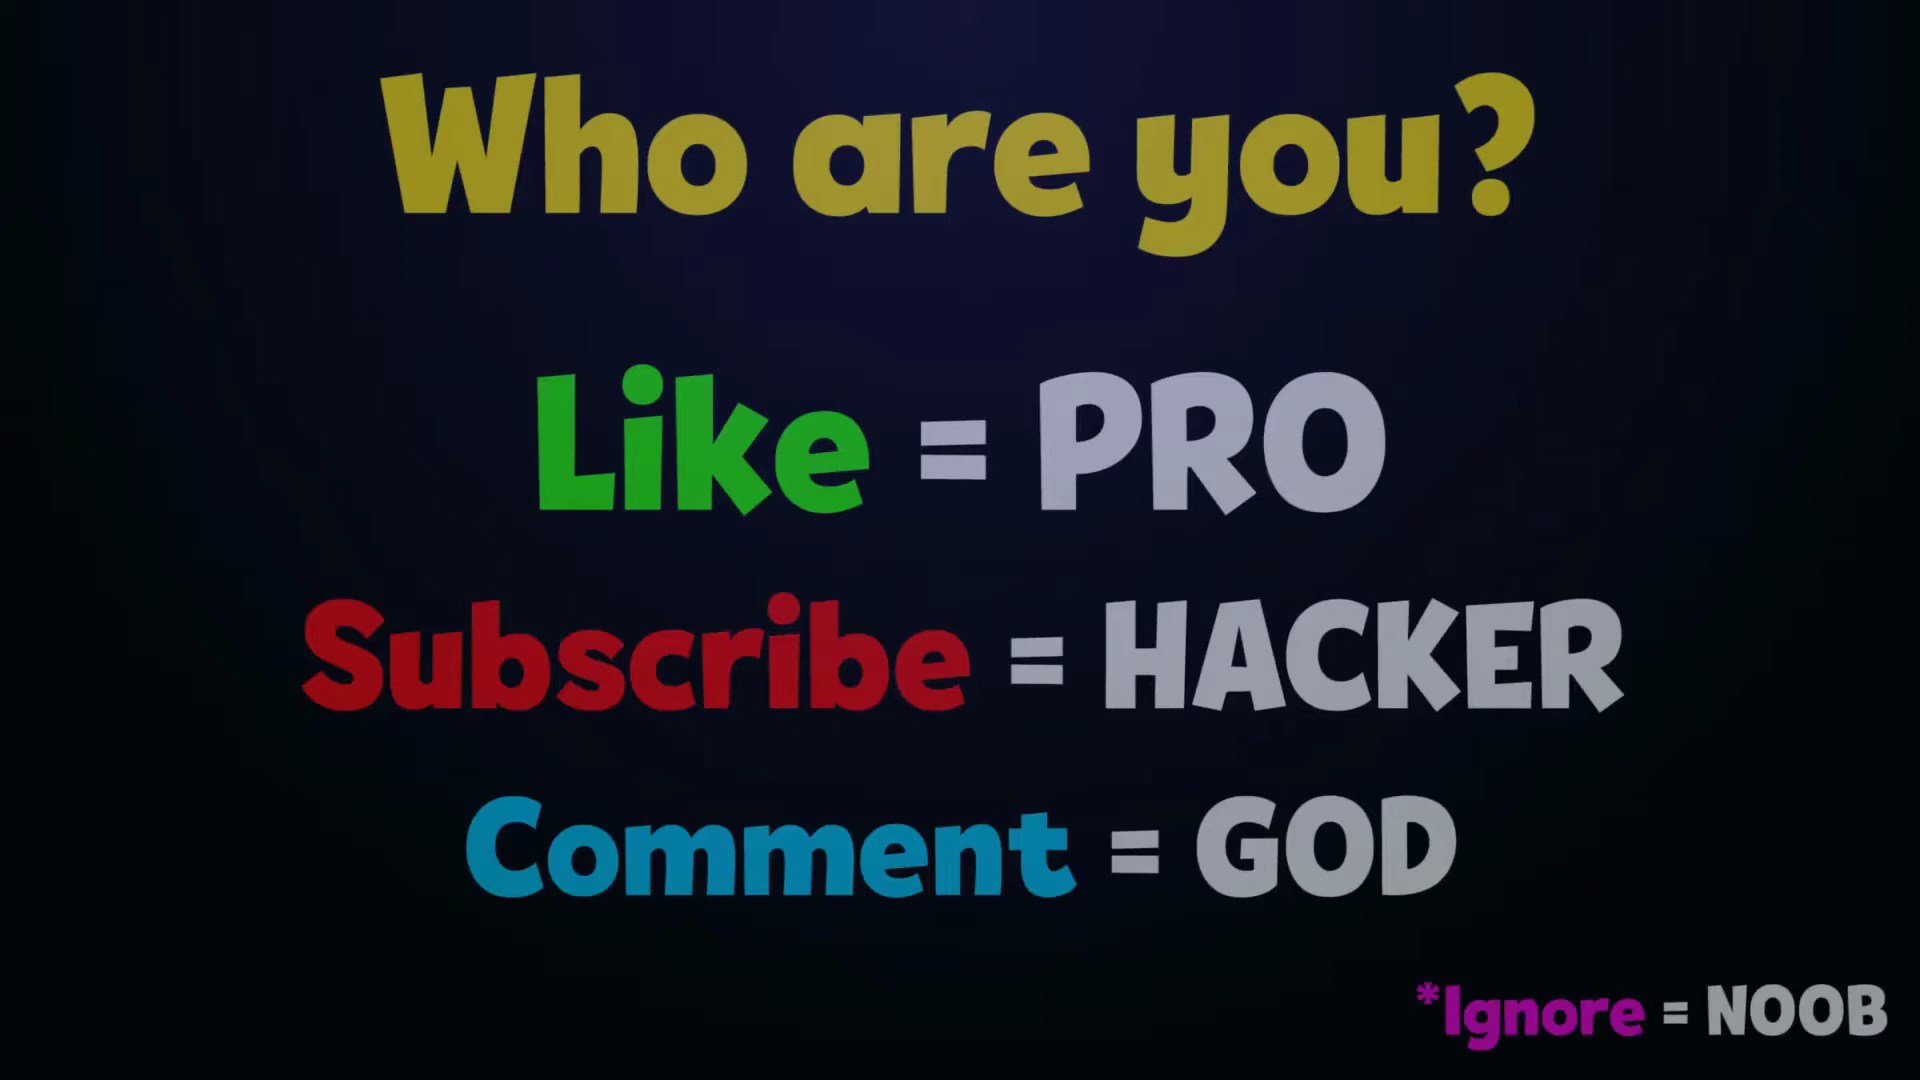 Who are you?
Like = PRO
Subscribe = HACKER
Comment = GOD
*Ignore = NOOB